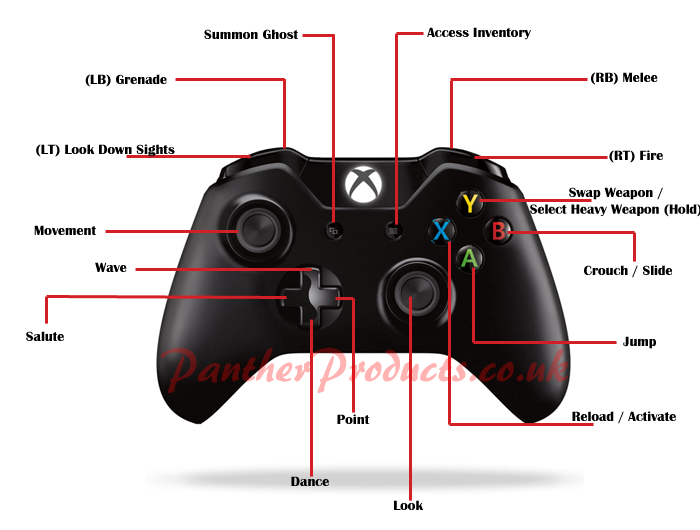 Summon Ghost
Access Inventory
(LB) Grenade
(RB) Melee
(LT) Look Down Sights
(RT) Fire
Swap Weapon /
Select Heavy Weapon (Hold)
Y
X
B
A
Movement
Wave
Crouch / Slide
Salute
Jump
PantherProducts.co.uk
Point
Reload / Activate
Dance
Look